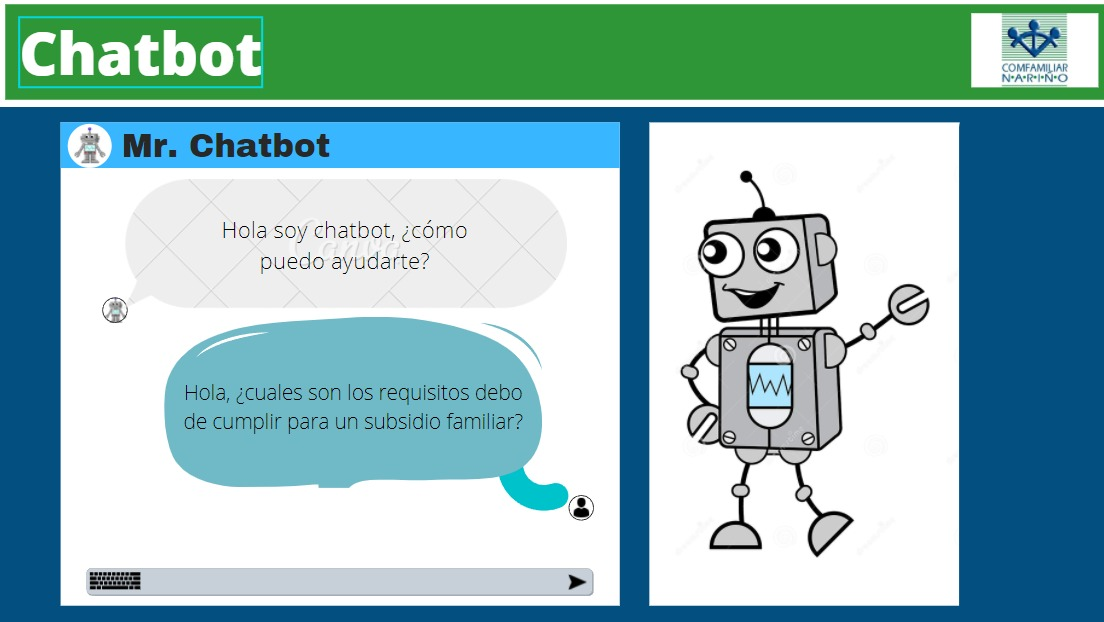 Chatbot
COMFAMILIAR
N•A•R•I•Ñ•O
Mr. Chatbot
Hola soy chatbot, ¿cómo
puedo ayudarte?
Canva
Hola, ¿cuales son los requisitos debo
de cumplir para un subsidio familiar?